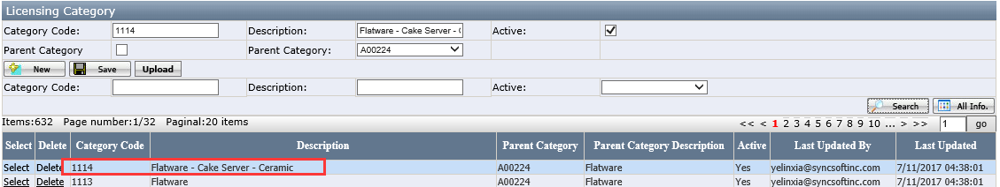 Licensing Category
Category Code: 1114 Description: Flatware - Cake Server - C Active:
Parent Category Parent Category: A00224
New Save Upload
Category Code: Description: Active:
Search All Info.
Items:632 Page number:1/32 Paginal:20 items << < 1 2 3 4 5 6 7 8 9 10 ... > >> 1 go
Select Delete Category Code Description Parent Category Parent Category Description Active Last Updated By Last Updated
Select Delete 1114 Flatware - Cake Server - Ceramic A00224 Flatware Yes yelinxia@syncsoftinc.com 7/11/2017 04:38:01
Select Delete 1113 Flatware A00224 Flatware Yes yelinxia@syncsoftinc.com 7/11/2017 04:38:01